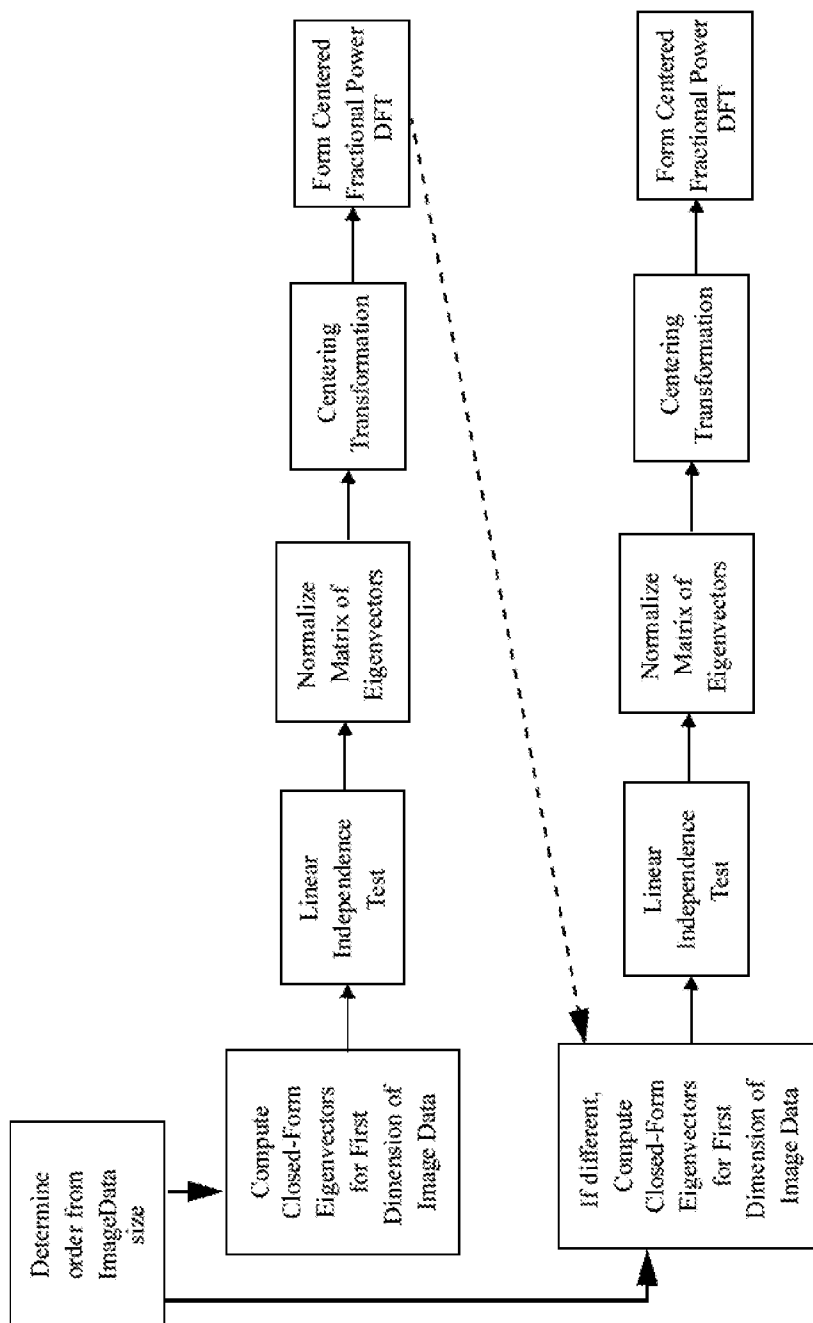 Determine
order from
ImageData
size
Compute
Closed-Form
Eigenvectors
for First
Dimension of
Image Data
Linear
Independence
Test
Normalize
Matrix of
Eigenvectors
Centering
Transformation
Form Centered
Fractional Power
DFT
If different,
Compute
Closed-Form
Eigenvectors
for First
Dimension of
Image Data
Linear
Independence
Test
Normalize
Matrix of
Eigenvectors
Centering
Transformation
Form Centered
Fractional Power
DFT